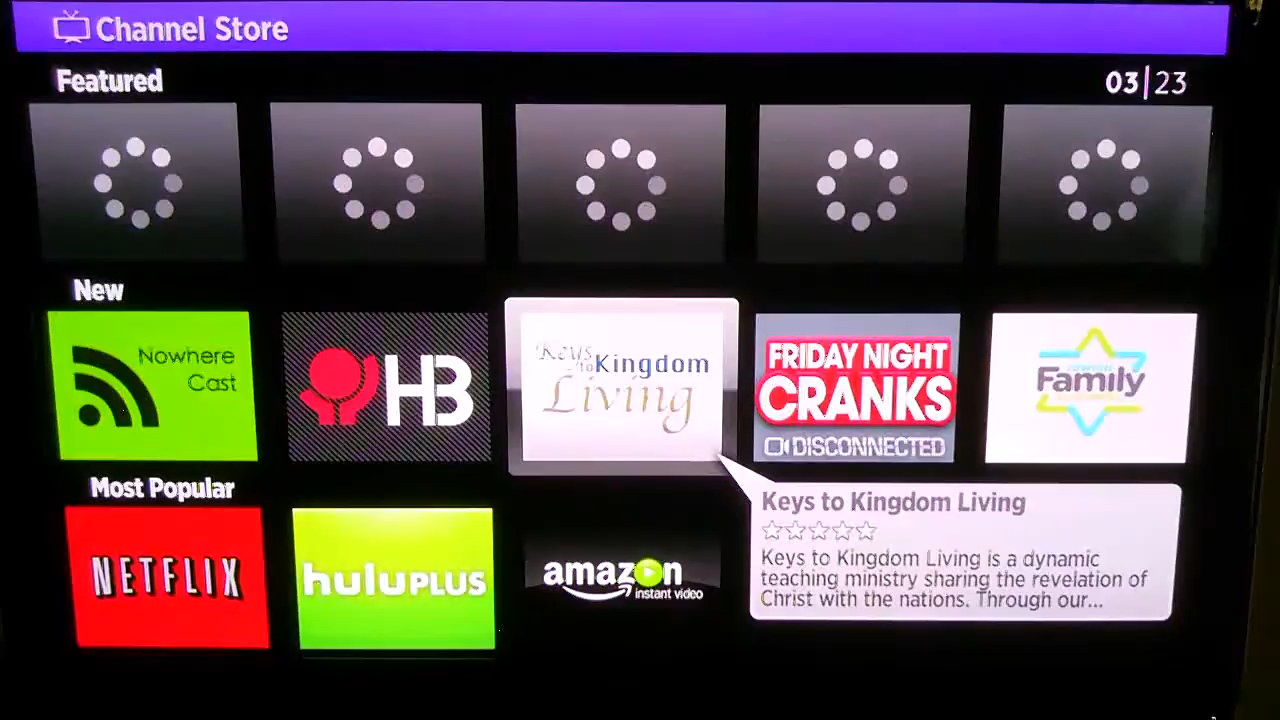 Channel Store
Featured
03|23
New
Nowhere
Cast
HB
Keys
to Kingdom
Living
FRIDAY NIGHT
CRANKS
DISCONNECTED
Family
Most Popular
NETFLIX
huluPLUS
amazon
instant video
Keys to Kingdom Living
Keys to Kingdom Living is a dynamic
teaching ministry sharing the revelation of
Christ with the nations. Through our...